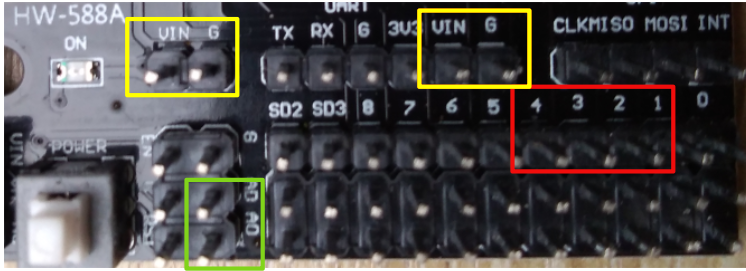 HW-588A
UART
ON
VIN G
TX RX G 3V3 VIN G
CLK MISO MOSI INT
SD2 SD3 8 7 6 5 4 3 2 1 0
POWER
EN
G
A0
VIN